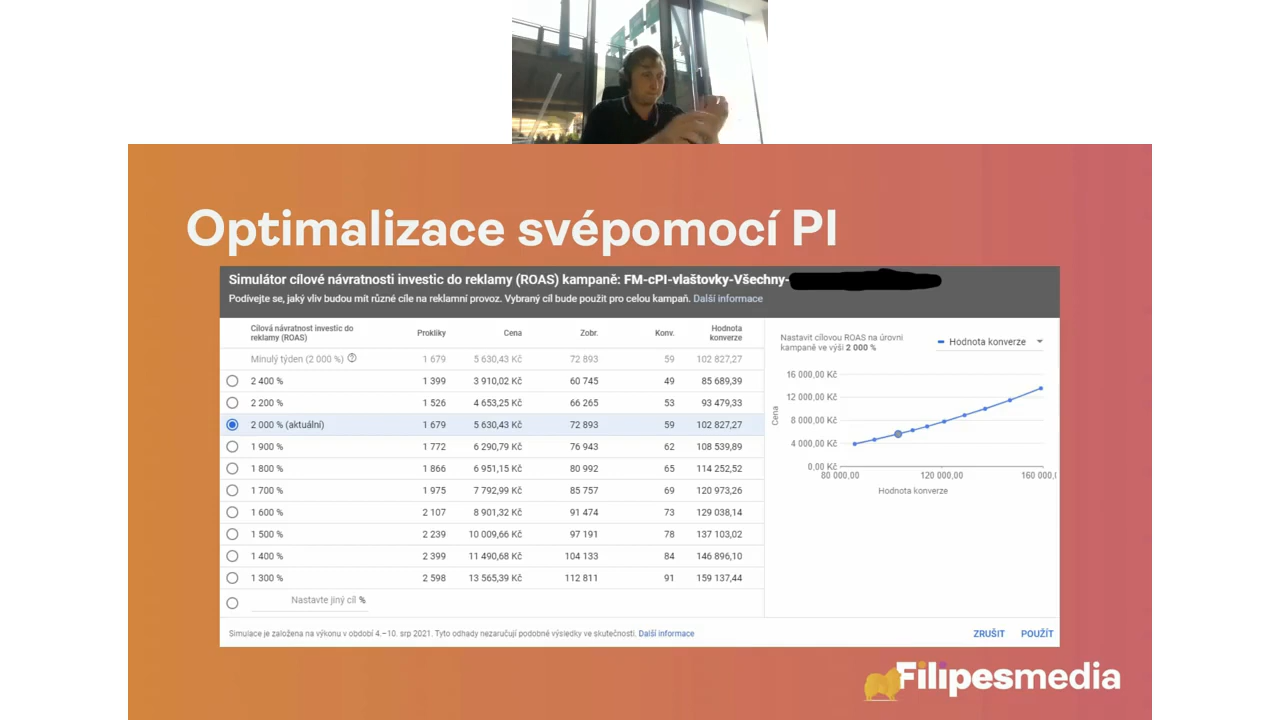 Optimalizace svépomocí PI
Simulátor cílové návratnosti investic do reklamy (ROAS) kampaně: FM-cPI-vlaštovky-Všechny-
Podívejte se, jaký vliv budou mít různé cíle na reklamní provoz. Vybraný cíl bude použit pro celou kampaň. Další informace
Cílová návratnost investic do reklamy (ROAS) Prokliky Cena Zobr. Konv. Hodnota konverze
Minulý týden (2 000 %) 1 679 5 630,43 Kč 72 893 59 102 827,27
2 400 % 1 399 3 910,02 Kč 60 745 49 85 689,39
2 200 % 1 526 4 653,25 Kč 66 265 53 93 479,33
2 000 % (aktuální) 1 679 5 630,43 Kč 72 893 59 102 827,27
1 900 % 1 772 6 290,79 Kč 76 943 62 108 539,89
1 800 % 1 866 6 951,15 Kč 80 992 65 114 252,52
1 700 % 1 975 7 792,99 Kč 85 757 69 120 973,26
1 600 % 2 107 8 901,32 Kč 91 474 73 129 038,14
1 500 % 2 239 10 009,66 Kč 97 191 78 137 103,02
1 400 % 2 399 11 490,68 Kč 104 133 84 146 896,10
1 300 % 2 598 13 565,39 Kč 112 811 91 159 137,44
Nastavte jiný cíl %
Nastavit cílovou ROAS na úrovni
kampaně ve výši 2 000 %
Hodnota konverze
16 000,00 Kč
12 000,00 Kč
8 000,00 Kč
4 000,00 Kč
0,00 Kč
Cena
80 000,00 120 000,00 160 000,
Hodnota konverze
Simulace je založena na výkonu v období 4.–10. srp 2021. Tyto odhady nezaručují podobné výsledky ve skutečnosti. Další informace
ZRUŠIT POUŽÍT
Filipesmedia